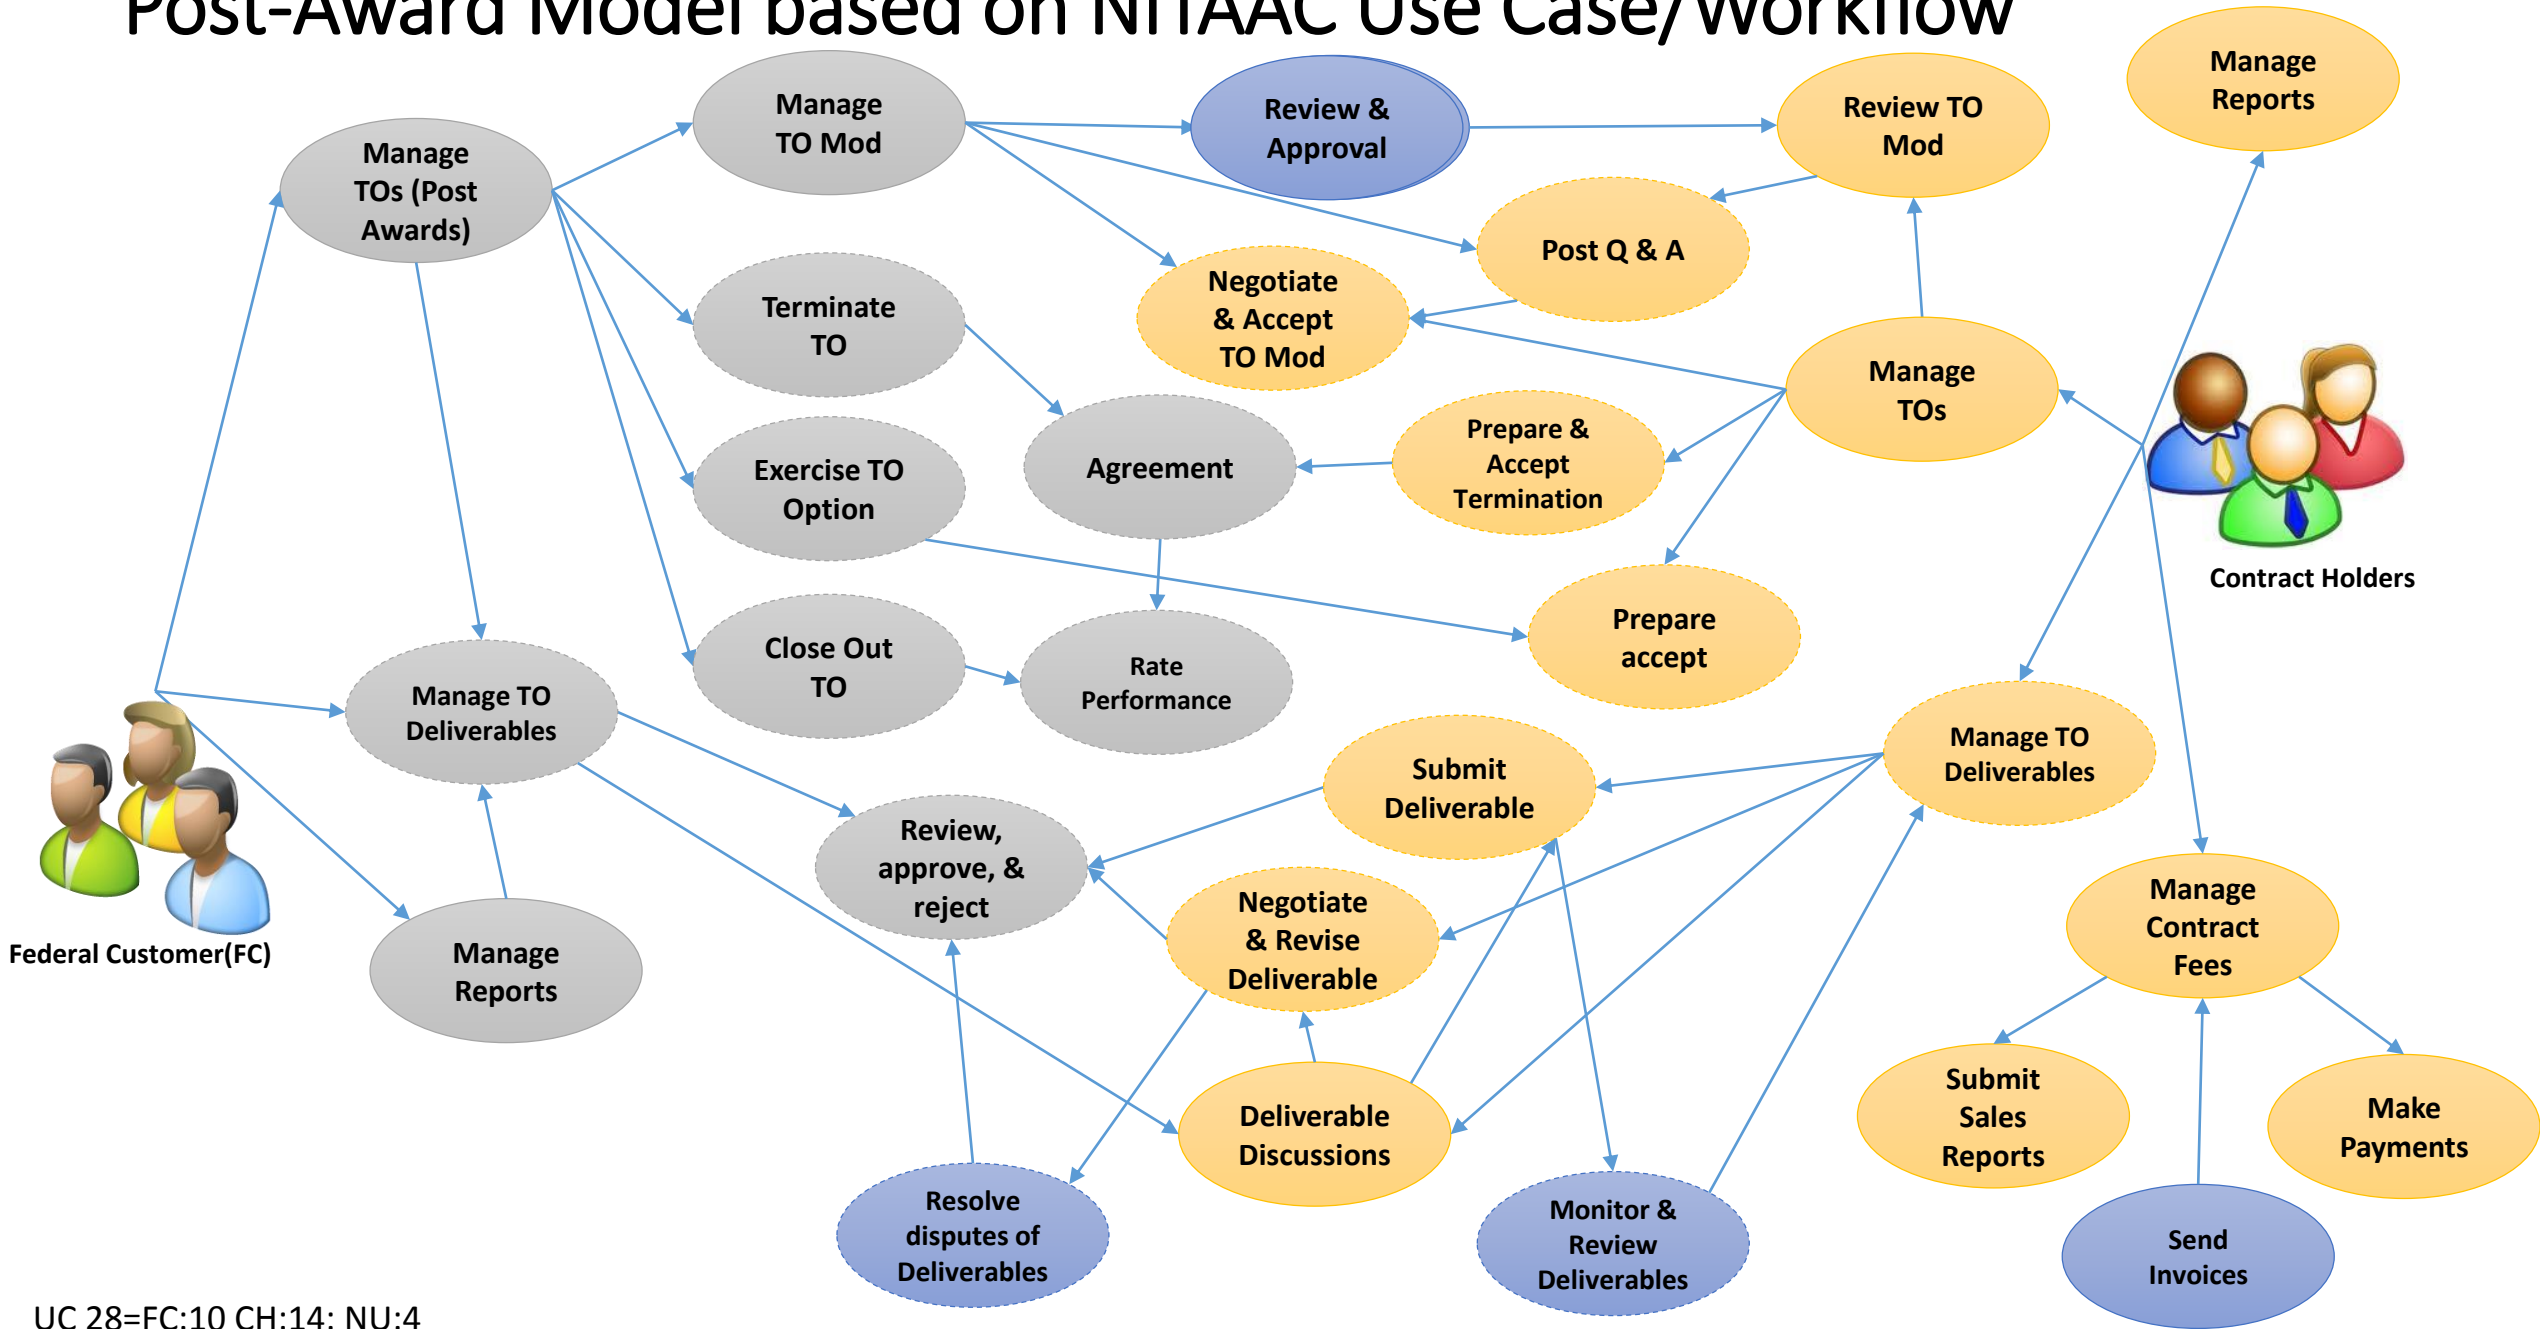 Post-Award Model based on NITAAC Use Case/Workflow
Manage
Reports
Manage
TO Mod
Review &
Approval
Review TO
Mod
Manage
TOs (Post
Awards)
Post Q & A
Negotiate
& Accept
TO Mod
Terminate
TO
Manage
TOs
Prepare &
Accept
Termination
Agreement
Exercise TO
Option
Contract Holders
Prepare
accept
Close Out
TO
Rate
Performance
Manage TO
Deliverables
Manage TO
Deliverables
Submit
Deliverable
Review,
approve, &
reject
Negotiate
& Revise
Deliverable
Manage
Contract
Fees
Federal Customer(FC)
Manage
Reports
Deliverable
Discussions
Submit
Sales
Reports
Make
Payments
Resolve
disputes of
Deliverables
Monitor &
Review
Deliverables
Send
Invoices
UC 28=FC:10 CH:14; NU:4